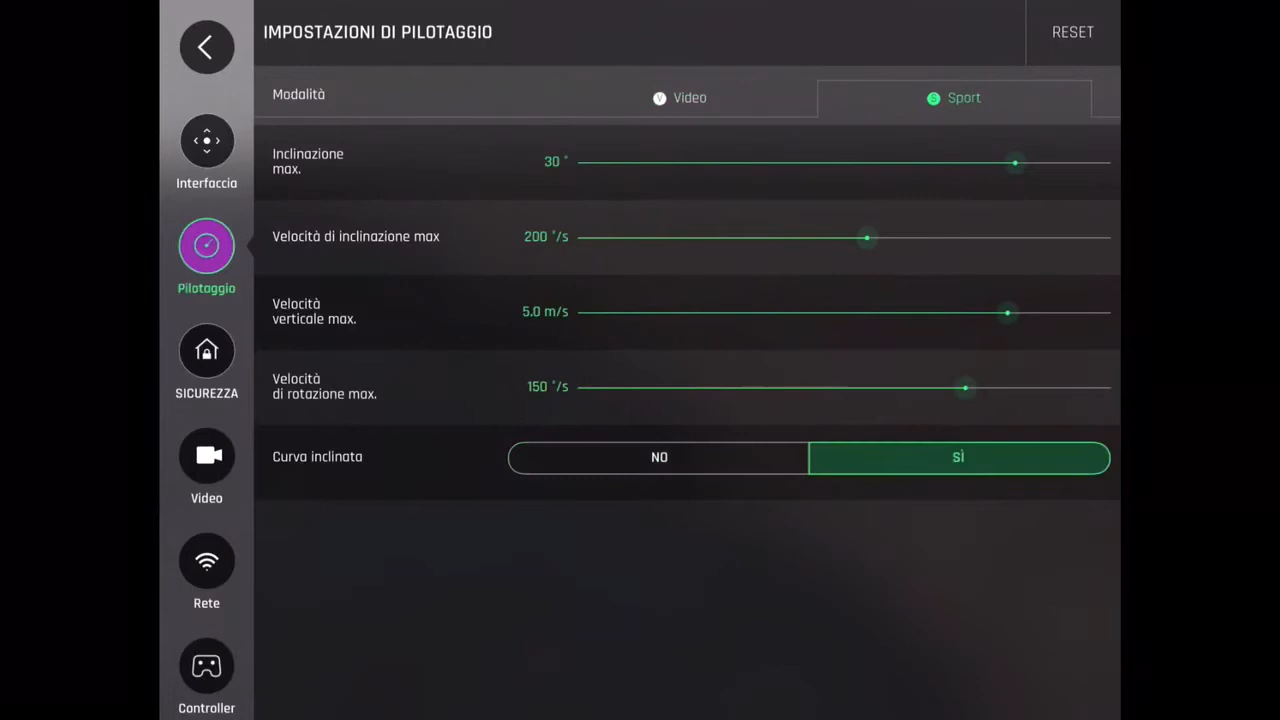 IMPOSTAZIONI DI PILOTAGGIO
RESET
Modalità
V Video
S Sport
Inclinazione
max.
30 °
Velocità di inclinazione max
200 °/s
Velocità
verticale max.
5.0 m/s
Velocità
di rotazione max.
150 °/s
Curva inclinata
NO
SÌ
Interfaccia
Pilotaggio
SICUREZZA
Video
Rete
Controller